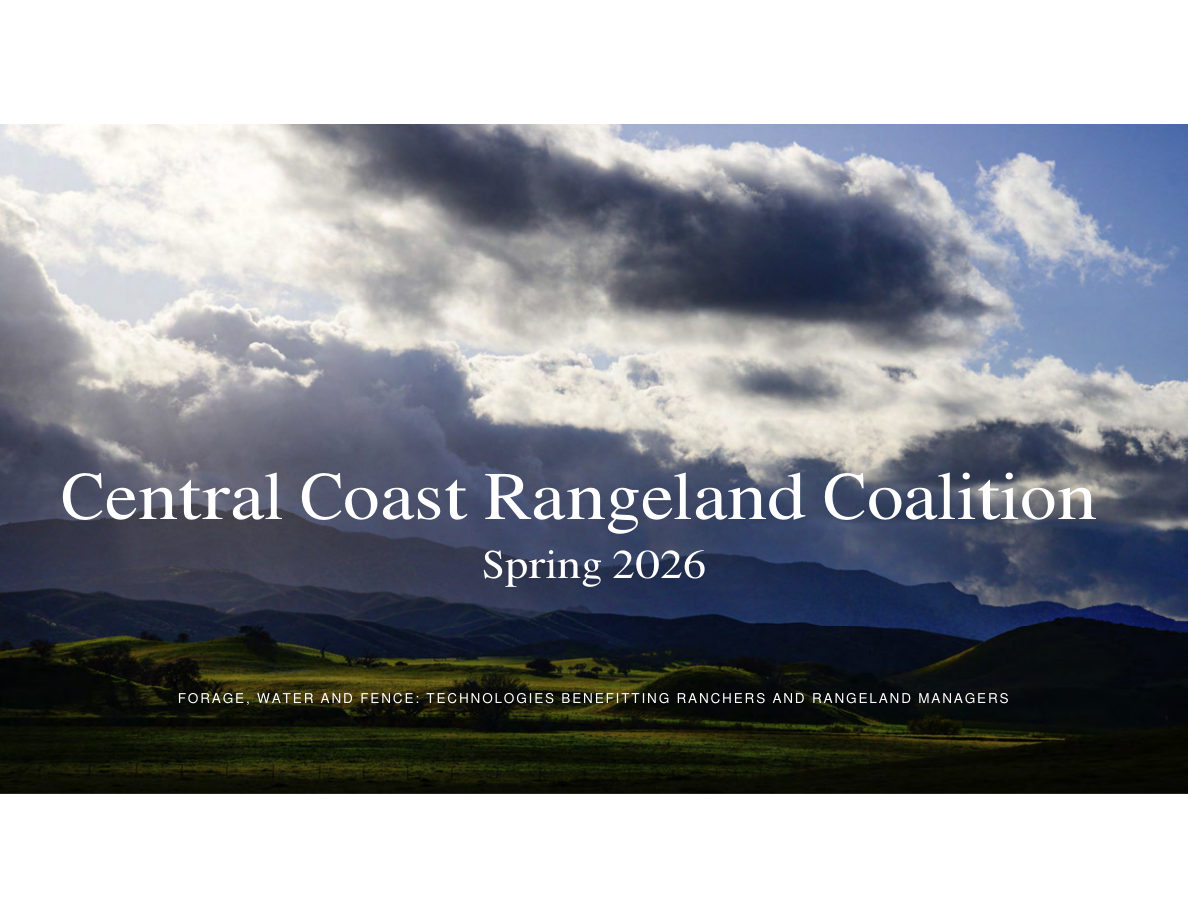 Central Coast Rangeland Coalition
Spring 2026
FORAGE, WATER AND FENCE: TECHNOLOGIES BENEFITTING RANCHERS AND RANGELAND MANAGERS